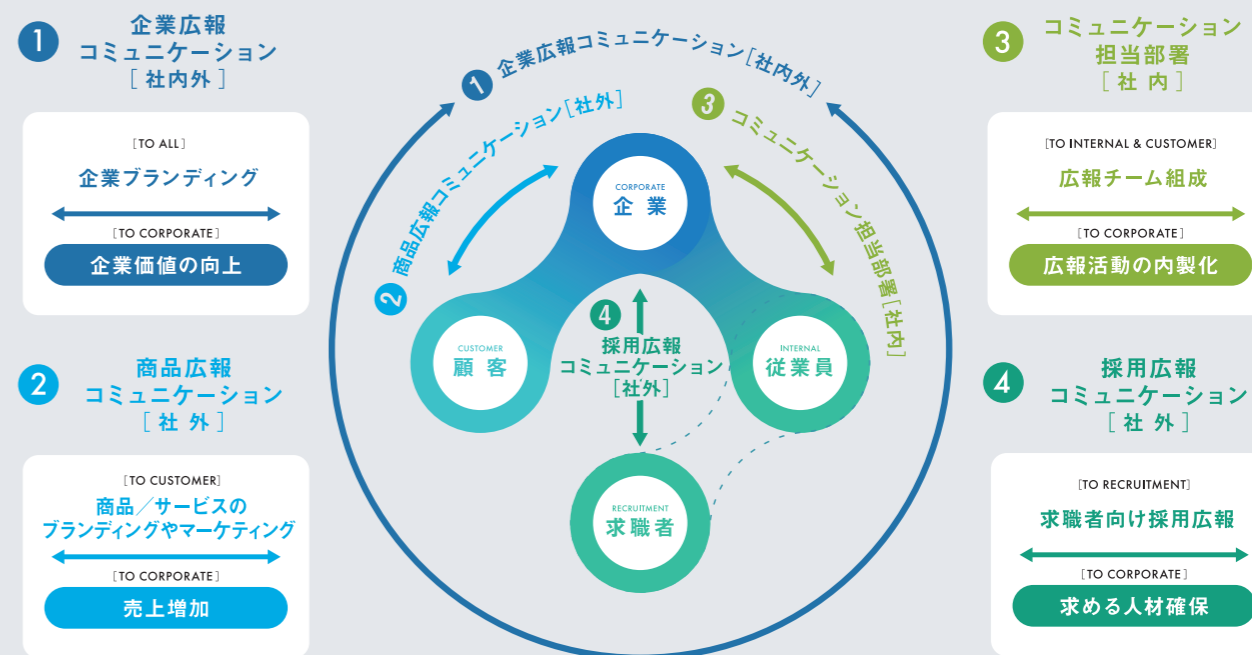 1
企業広報
コミュニケーション
[ 社内外 ]
[TO ALL]
企業ブランディング
[TO CORPORATE]
企業価値の向上
2
商品広報
コミュニケーション
[ 社 外 ]
[TO CUSTOMER]
商品／サービスの
ブランディングやマーケティング
[TO CORPORATE]
売上増加
1 企業広報コミュニケーション[社内外]
2 商品広報コミュニケーション[社外]
3 コミュニケーション担当部署[社内]
CORPORATE
企 業
CUSTOMER
顧 客
INTERNAL
従業員
4
採用広報
コミュニケーション
[社外]
RECRUITMENT
求職者
3
コミュニケーション
担当部署
[ 社 内 ]
[TO INTERNAL & CUSTOMER]
広報チーム組成
[TO CORPORATE]
広報活動の内製化
4
採用広報
コミュニケーション
[ 社 外 ]
[TO RECRUITMENT]
求職者向け採用広報
[TO CORPORATE]
求める人材確保